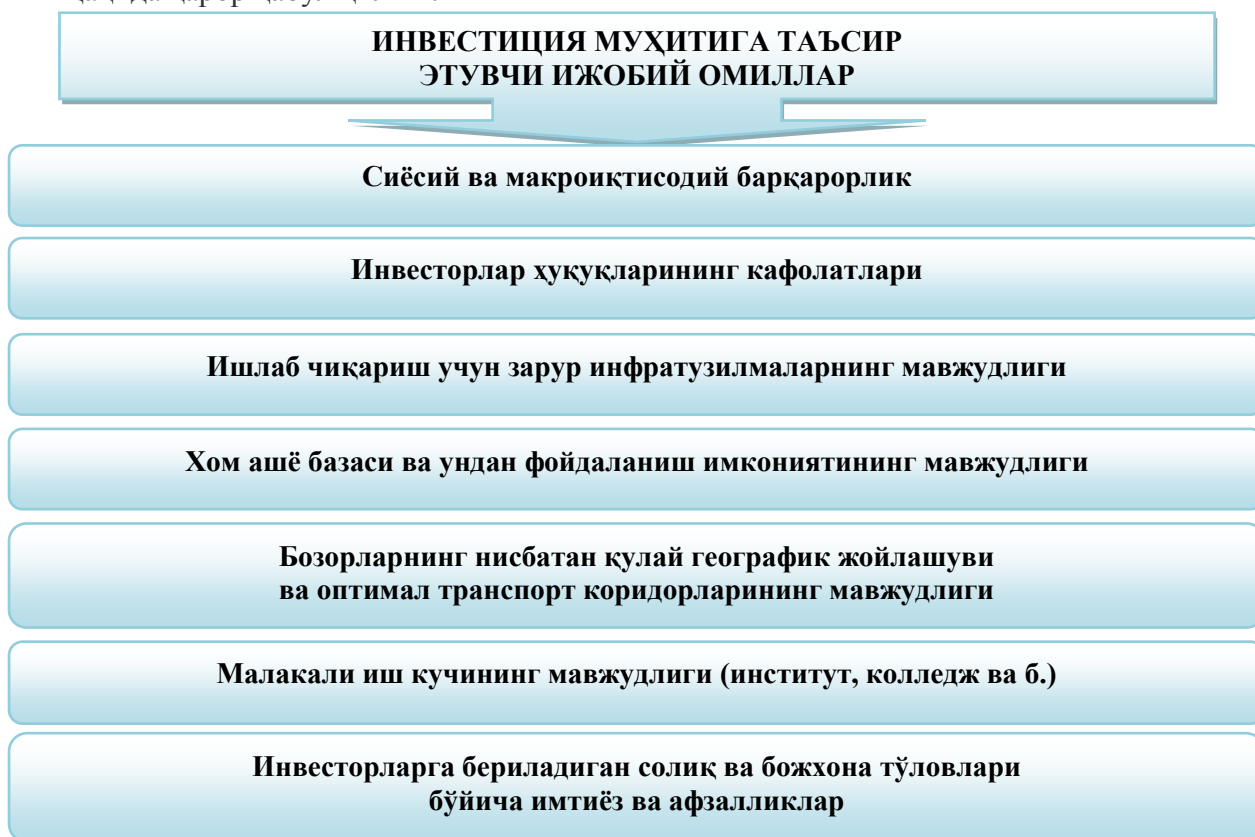 ИНВЕСТИЦИЯ МУҲИТИГА ТАЪСИР
ЭТУВЧИ ИЖОБИЙ ОМИЛЛАР
Сиёсий ва макроиқтисодий барқарорлик
Инвесторлар ҳуқуқларининг кафолатлари
Ишлаб чиқариш учун зарур инфратузилмаларнинг мавжудлиги
Хом ашё базаси ва ундан фойдаланиш имкониятининг мавжудлиги
Бозорларнинг нисбатан қулай географик жойлашуви
ва оптимал транспорт коридорларининг мавжудлиги
Малакали иш кучининг мавжудлиги (институт, колледж ва б.)
Инвесторларга бериладиган солиқ ва божхона тўловлари
бўйича имтиёз ва афзалликлар